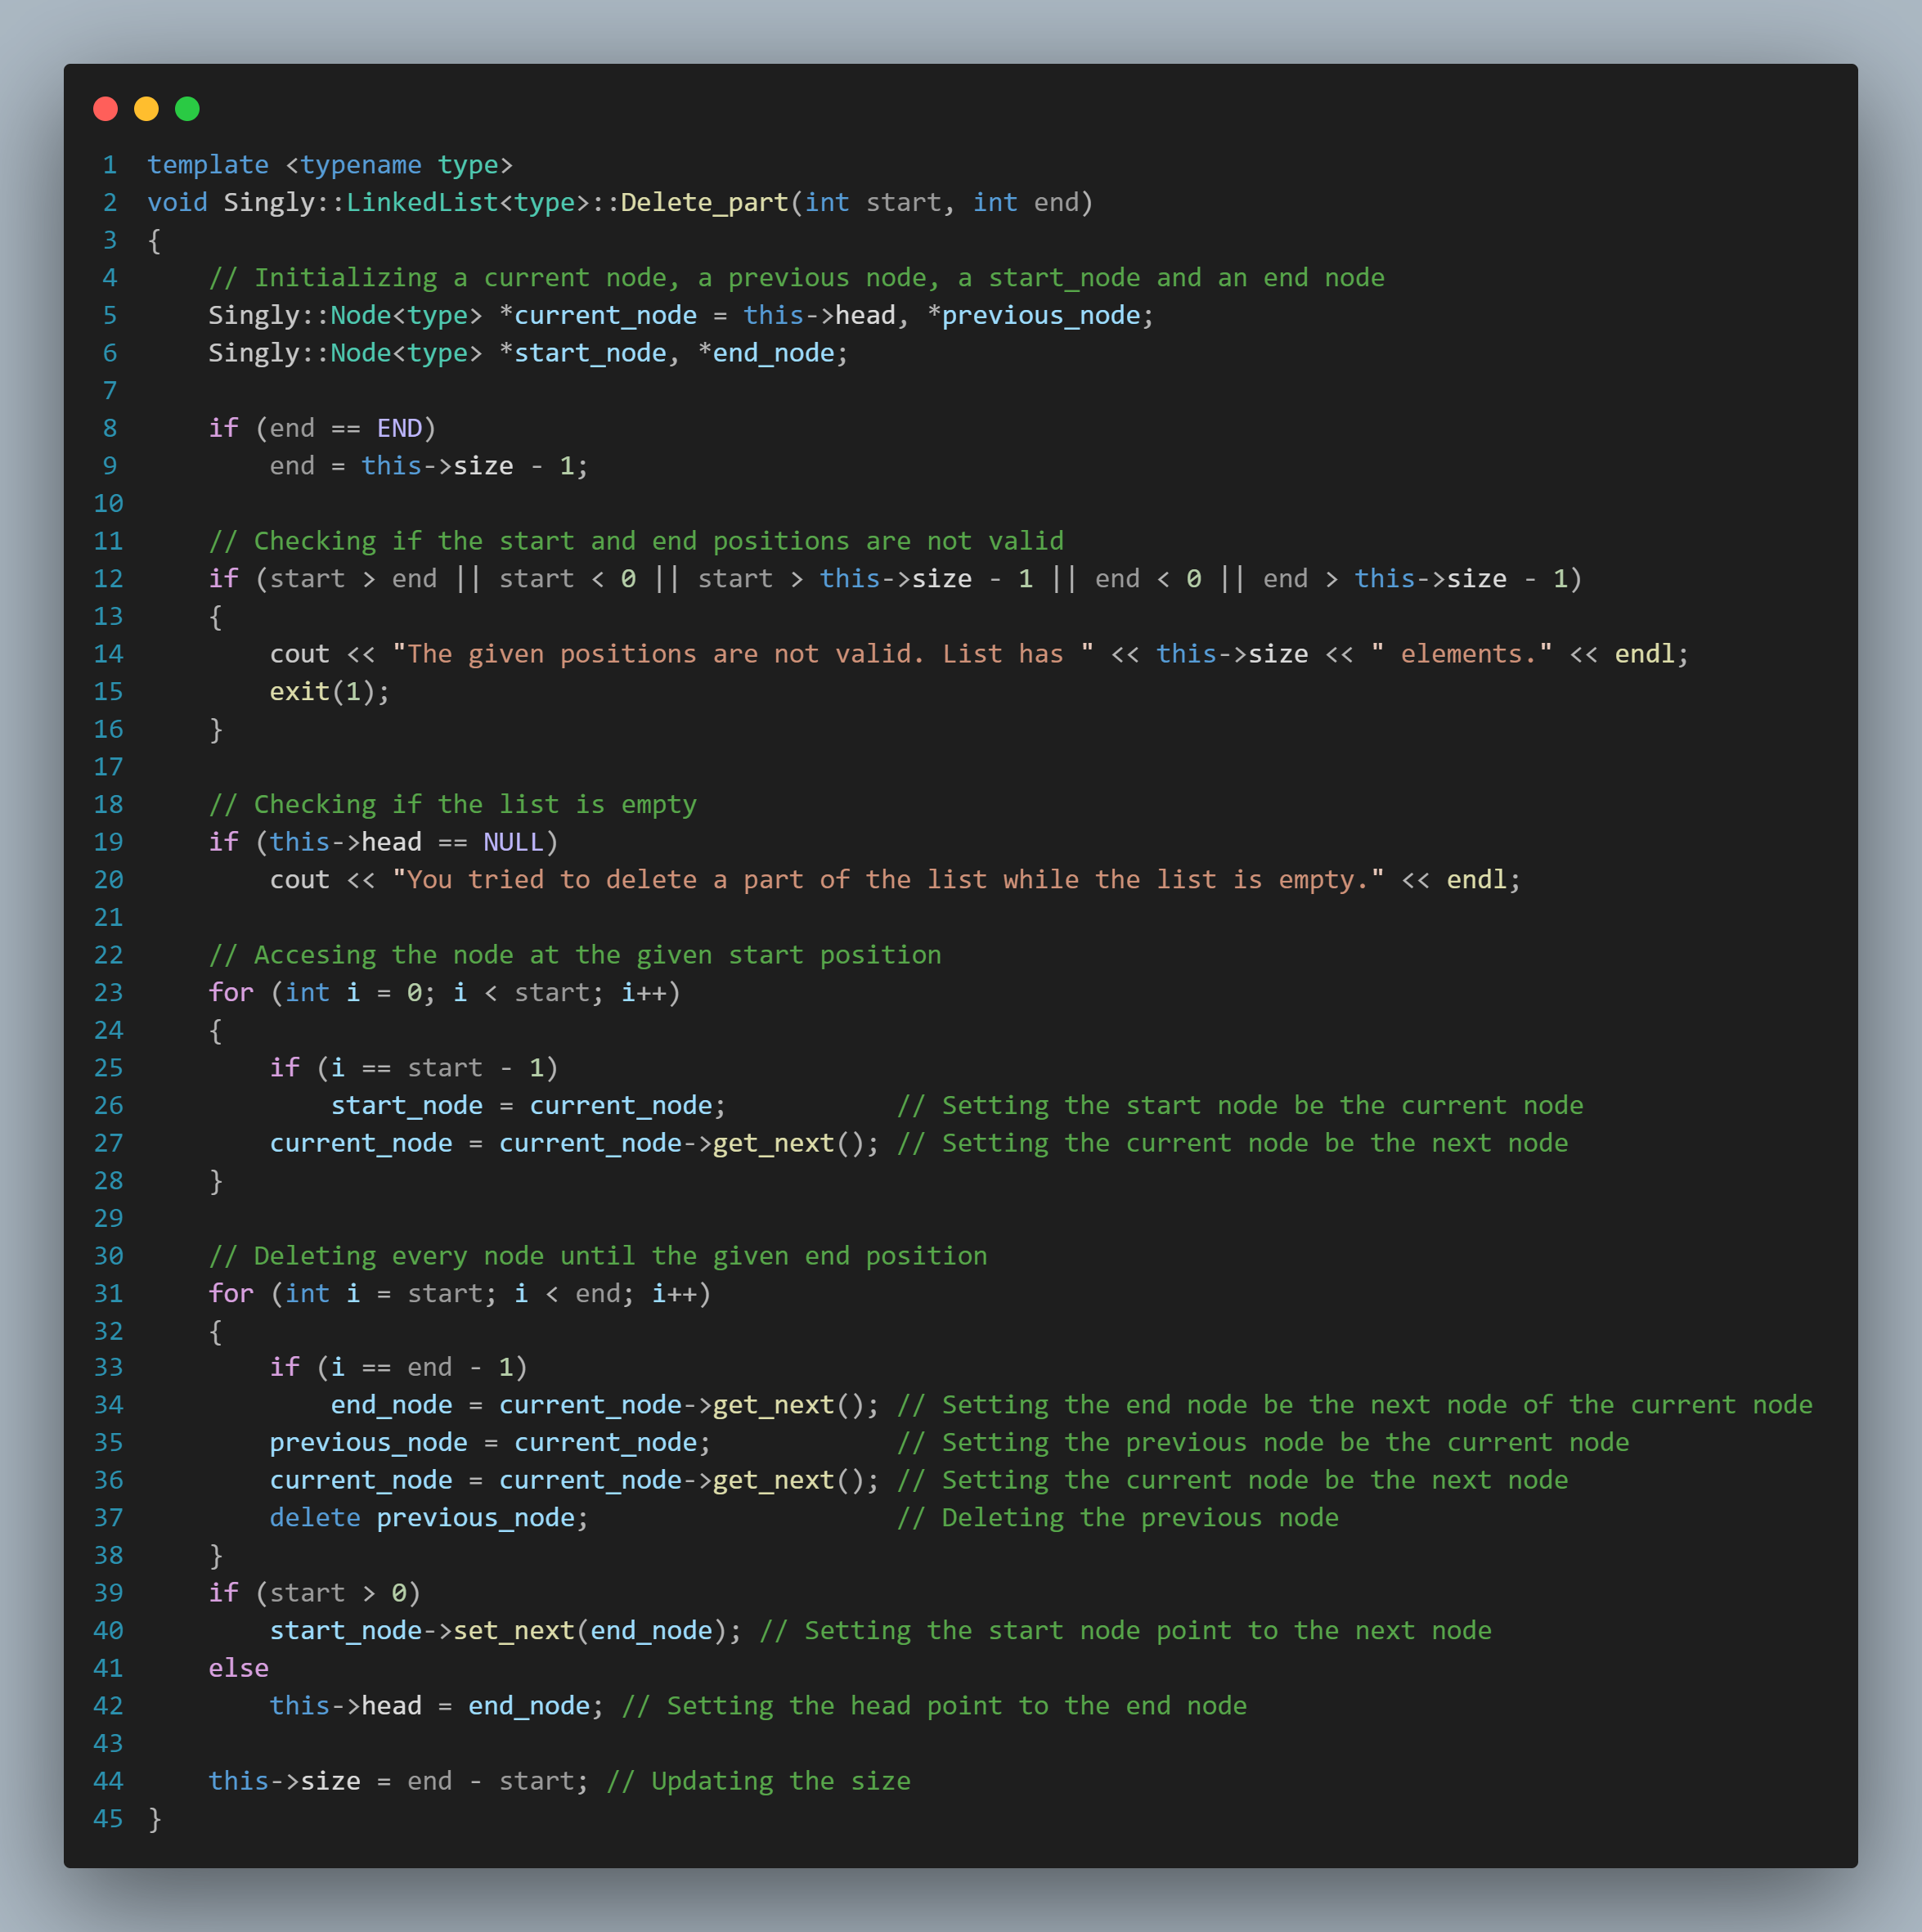 1 template <typename type>
2 void Singly::LinkedList<type>::Delete_part(int start, int end)
3 {
4     // Initializing a current node, a previous node, a start_node and an end node
5     Singly::Node<type> *current_node = this->head, *previous_node;
6     Singly::Node<type> *start_node, *end_node;
7
8     if (end == END)
9         end = this->size - 1;
10
11     // Checking if the start and end positions are not valid
12     if (start > end || start < 0 || start > this->size - 1 || end < 0 || end > this->size - 1)
13     {
14         cout << "The given positions are not valid. List has " << this->size << " elements." << endl;
15         exit(1);
16     }
17
18     // Checking if the list is empty
19     if (this->head == NULL)
20         cout << "You tried to delete a part of the list while the list is empty." << endl;
21
22     // Accesing the node at the given start position
23     for (int i = 0; i < start; i++)
24     {
25         if (i == start - 1)
26             start_node = current_node;           // Setting the start node be the current node
27         current_node = current_node->get_next(); // Setting the current node be the next node
28     }
29
30     // Deleting every node until the given end position
31     for (int i = start; i < end; i++)
32     {
33         if (i == end - 1)
34             end_node = current_node->get_next(); // Setting the end node be the next node of the current node
35         previous_node = current_node;            // Setting the previous node be the current node
36         current_node = current_node->get_next(); // Setting the current node be the next node
37         delete previous_node;                    // Deleting the previous node
38     }
39     if (start > 0)
40         start_node->set_next(end_node); // Setting the start node point to the next node
41     else
42         this->head = end_node; // Setting the head point to the end node
43
44     this->size = end - start; // Updating the size
45 }